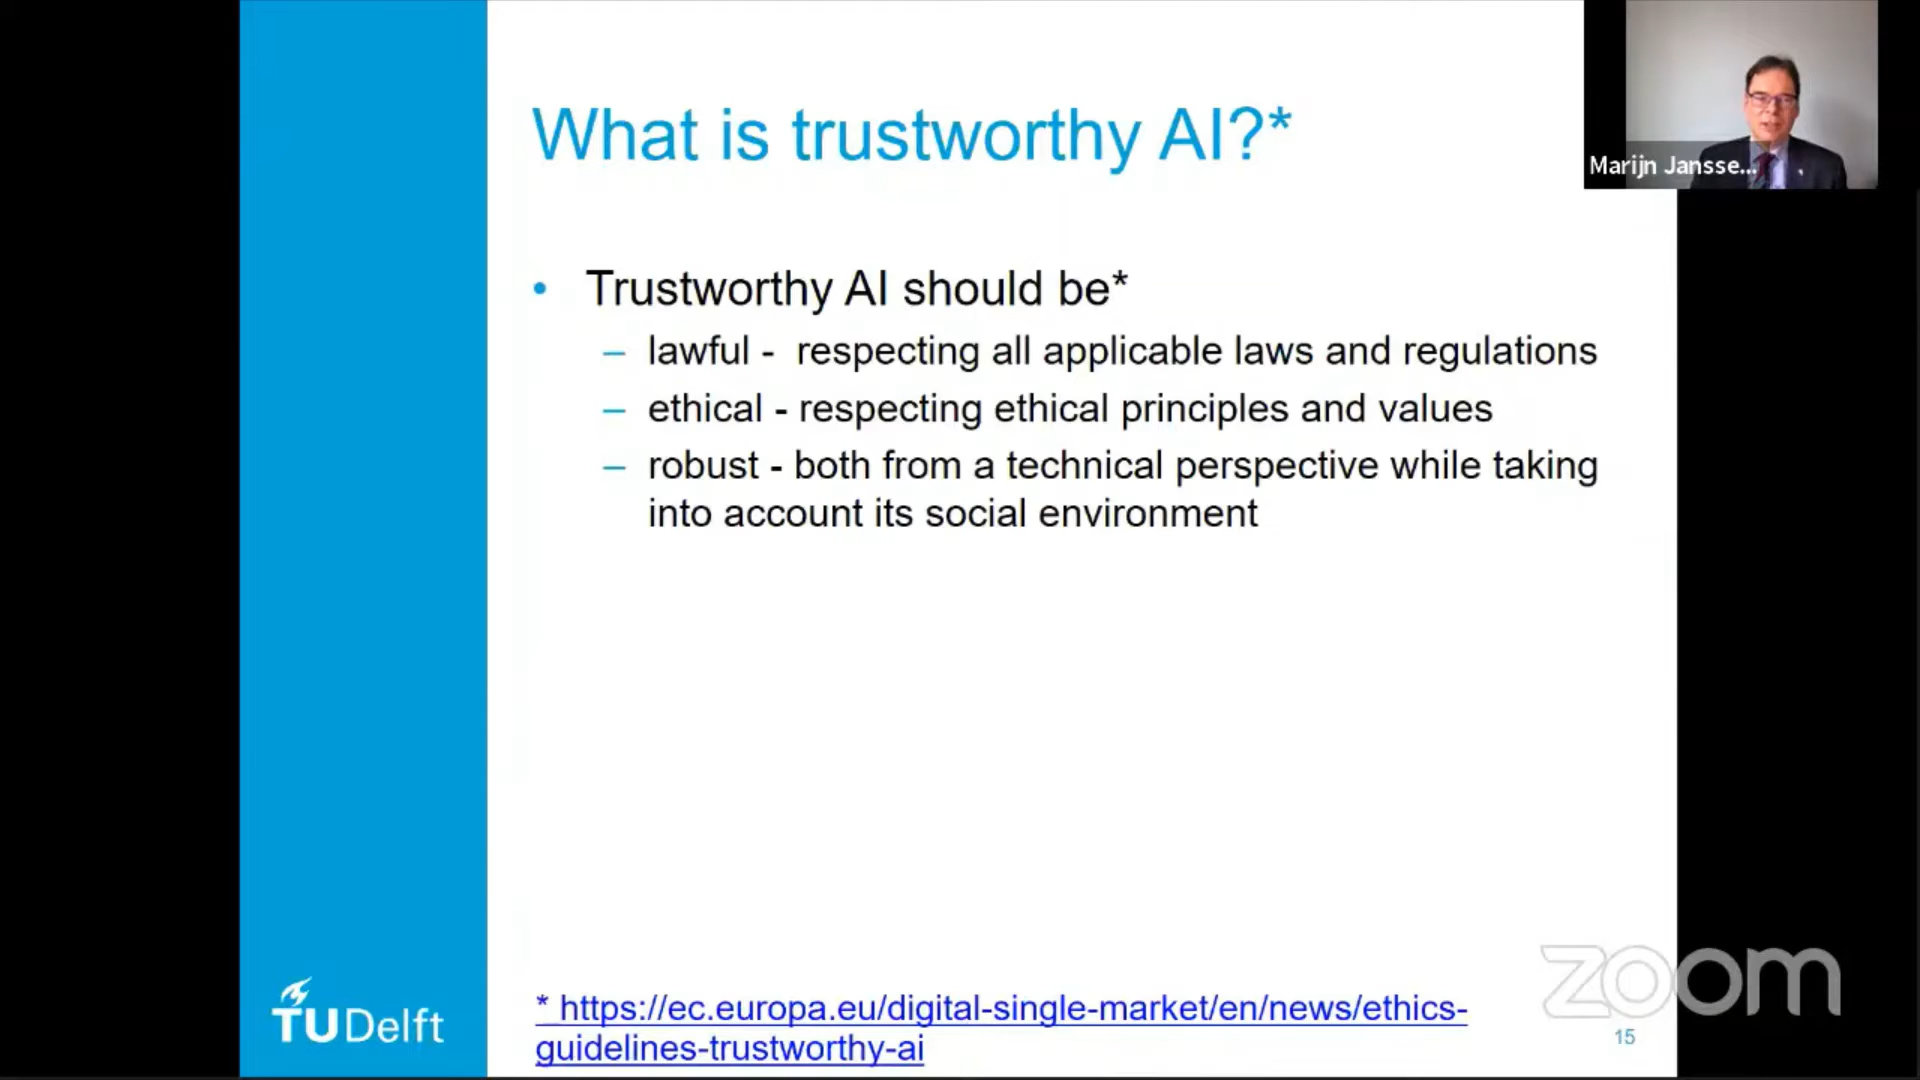 What is trustworthy AI?*
Marijn Jansse...
• Trustworthy AI should be*
– lawful - respecting all applicable laws and regulations
– ethical - respecting ethical principles and values
– robust - both from a technical perspective while taking
into account its social environment
TUDelft
* https://ec.europa.eu/digital-single-market/en/news/ethics-
guidelines-trustworthy-ai
zoom
15